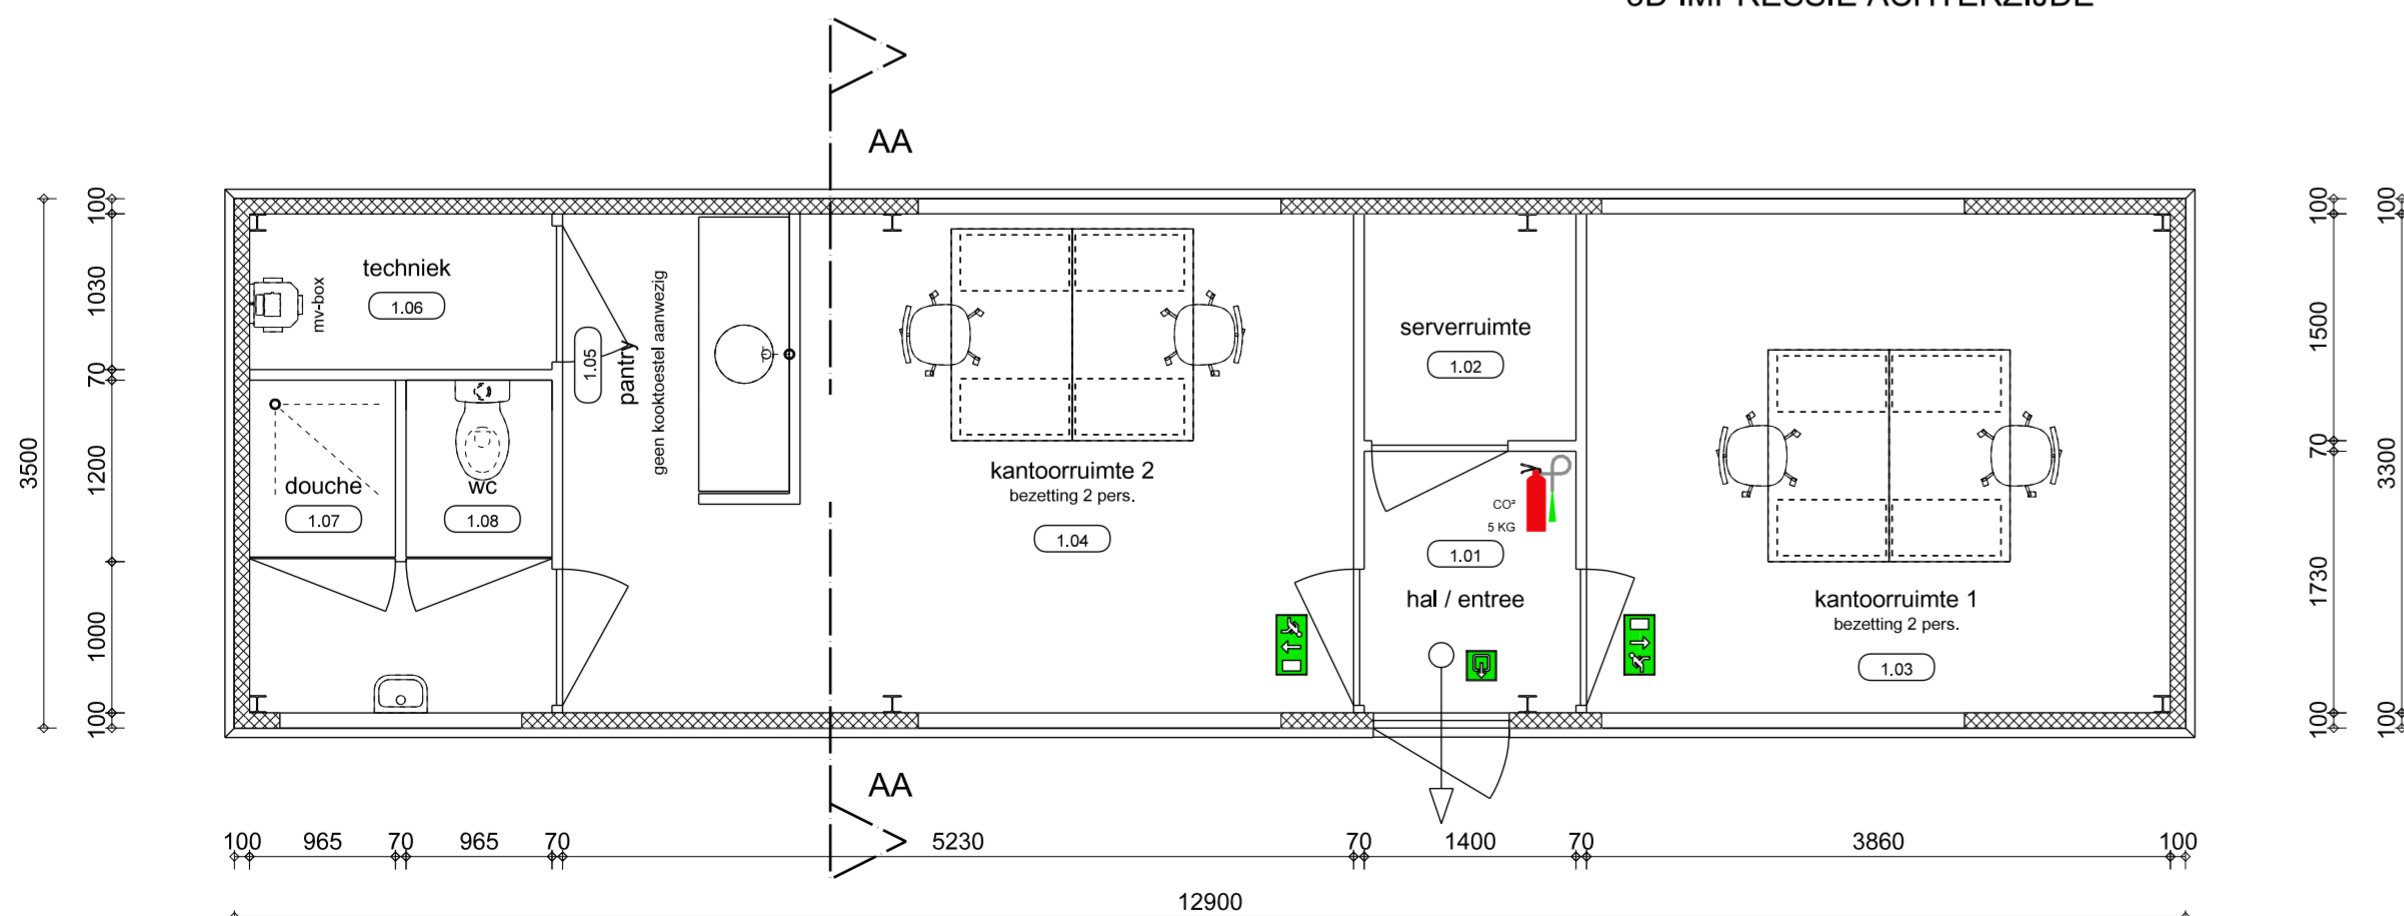 3D IMPRESSIE ACHTERZIJDE
AA
100
1030
70
1200
1000
100
3500
techniek
1.06
mv-box
1.05
pantry
geen kooktoestel aanwezig
douche
1.07
wc
1.08
kantoorruimte 2
bezetting 2 pers.
1.04
serverruimte
1.02
CO²
5 KG
1.01
hal / entree
kantoorruimte 1
bezetting 2 pers.
1.03
100
1500
70
1730
100
100
3300
100
AA
100 965 70 965 70 5230 70 1400 70 3860 100
12900